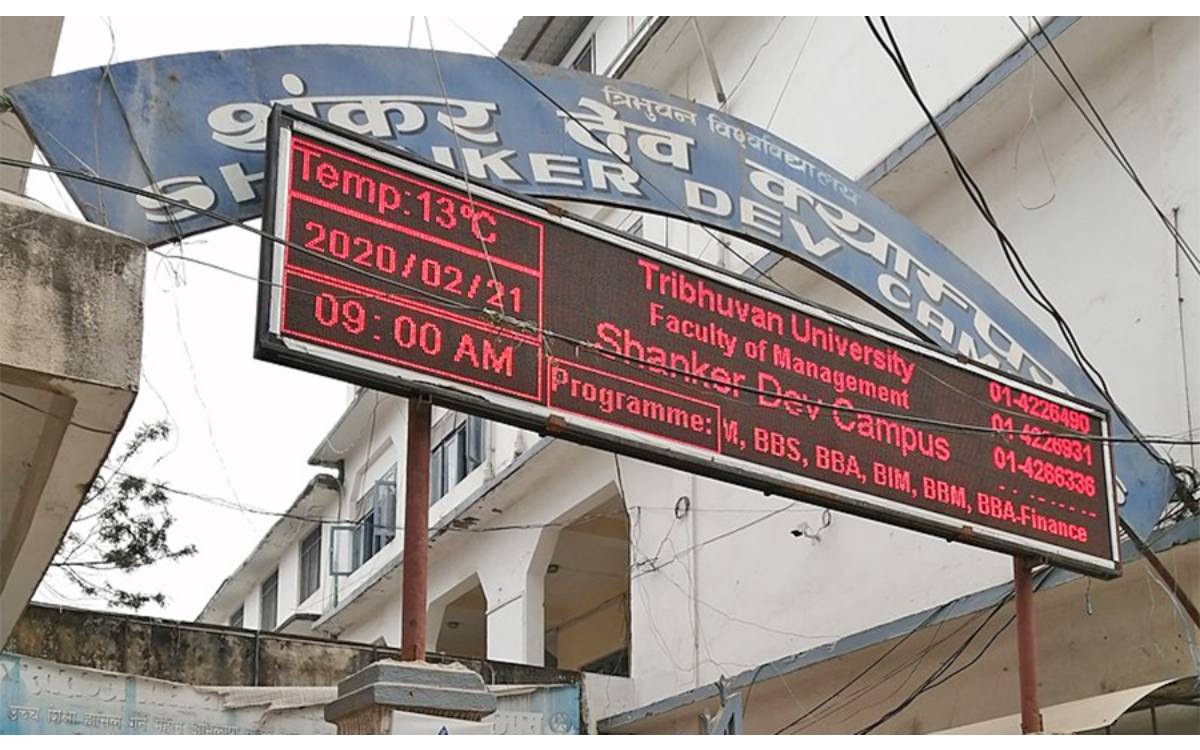 त्रिभुवन विश्वविद्यालय
शंकर देव क्याम्पस
SHANKER DEV CAMPUS
Temp:13°C
2020/02/21
09:00 AM
Tribhuvan University
Faculty of Management
Shanker Dev Campus
01-4226490
01-4226931
01-4266336
Programme: M, BBS, BBA, BIM, BBM, BBA-Finance